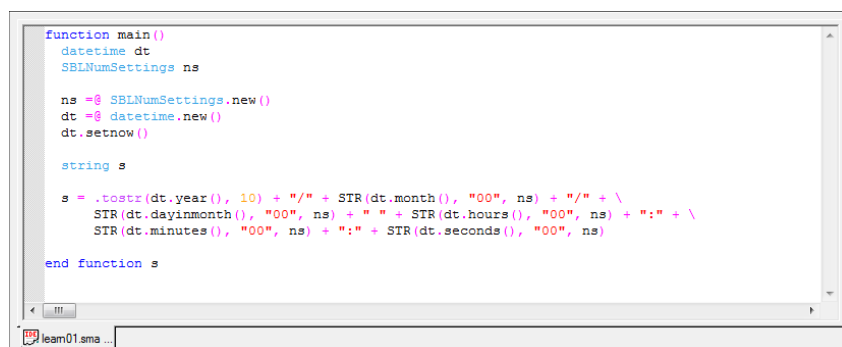 function main()
datetime dt
SBLNumSettings ns
ns =@ SBLNumSettings.new()
dt =@ datetime.new()
dt.setnow()
string s
s = .tostr(dt.year(), 10) + "/" + STR(dt.month(), "00", ns) + "/" + \
STR(dt.dayinmonth(), "00", ns) + " " + STR(dt.hours(), "00", ns) + ":" + \
STR(dt.minutes(), "00", ns) + ":" + STR(dt.seconds(), "00", ns)
end function s
IDE learn01.sma ...